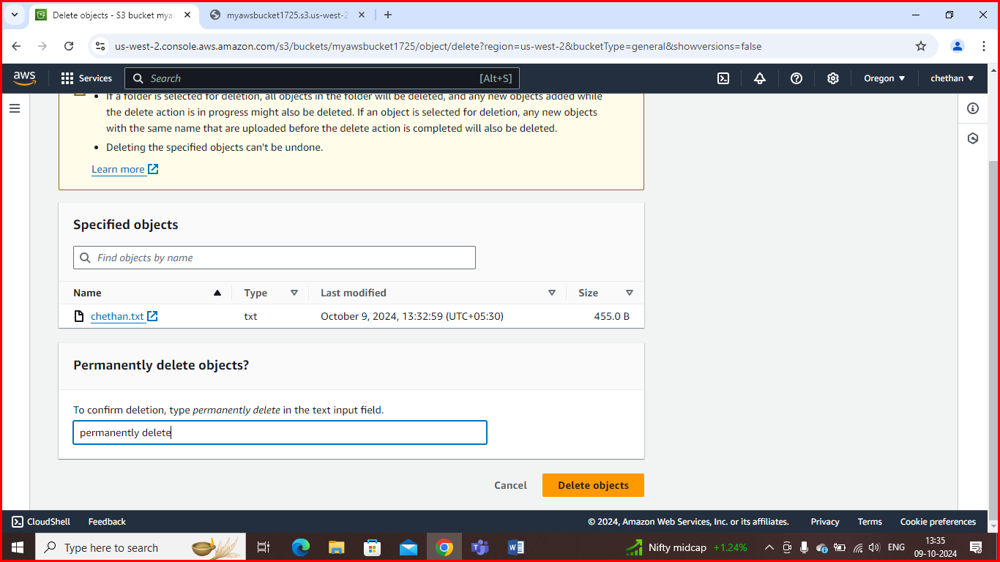 Delete objects - S3 bucket mya
myawsbucket1725.s3.us-west-2
us-west-2.console.aws.amazon.com/s3/buckets/myawsbucket1725/object/delete?region=us-west-2&bucketType=general&showversions=false
aws
Services
Search
[Alt+S]
Oregon
chethan
• If a folder is selected for deletion, all objects in the folder will be deleted, and any new objects added while
the delete action is in progress might also be deleted. If an object is selected for deletion, any new objects
with the same name that are uploaded before the delete action is completed will also be deleted.
• Deleting the specified objects can't be undone.
Learn more
Specified objects
Find objects by name
Name Type Last modified Size
chethan.txt txt October 9, 2024, 13:32:59 (UTC+05:30) 455.0 B
Permanently delete objects?
To confirm deletion, type permanently delete in the text input field.
permanently delete
Cancel Delete objects
CloudShell Feedback © 2024, Amazon Web Services, Inc. or its affiliates. Privacy Terms Cookie preferences
Type here to search
Nifty midcap +1.24%
ENG
13:35
09-10-2024